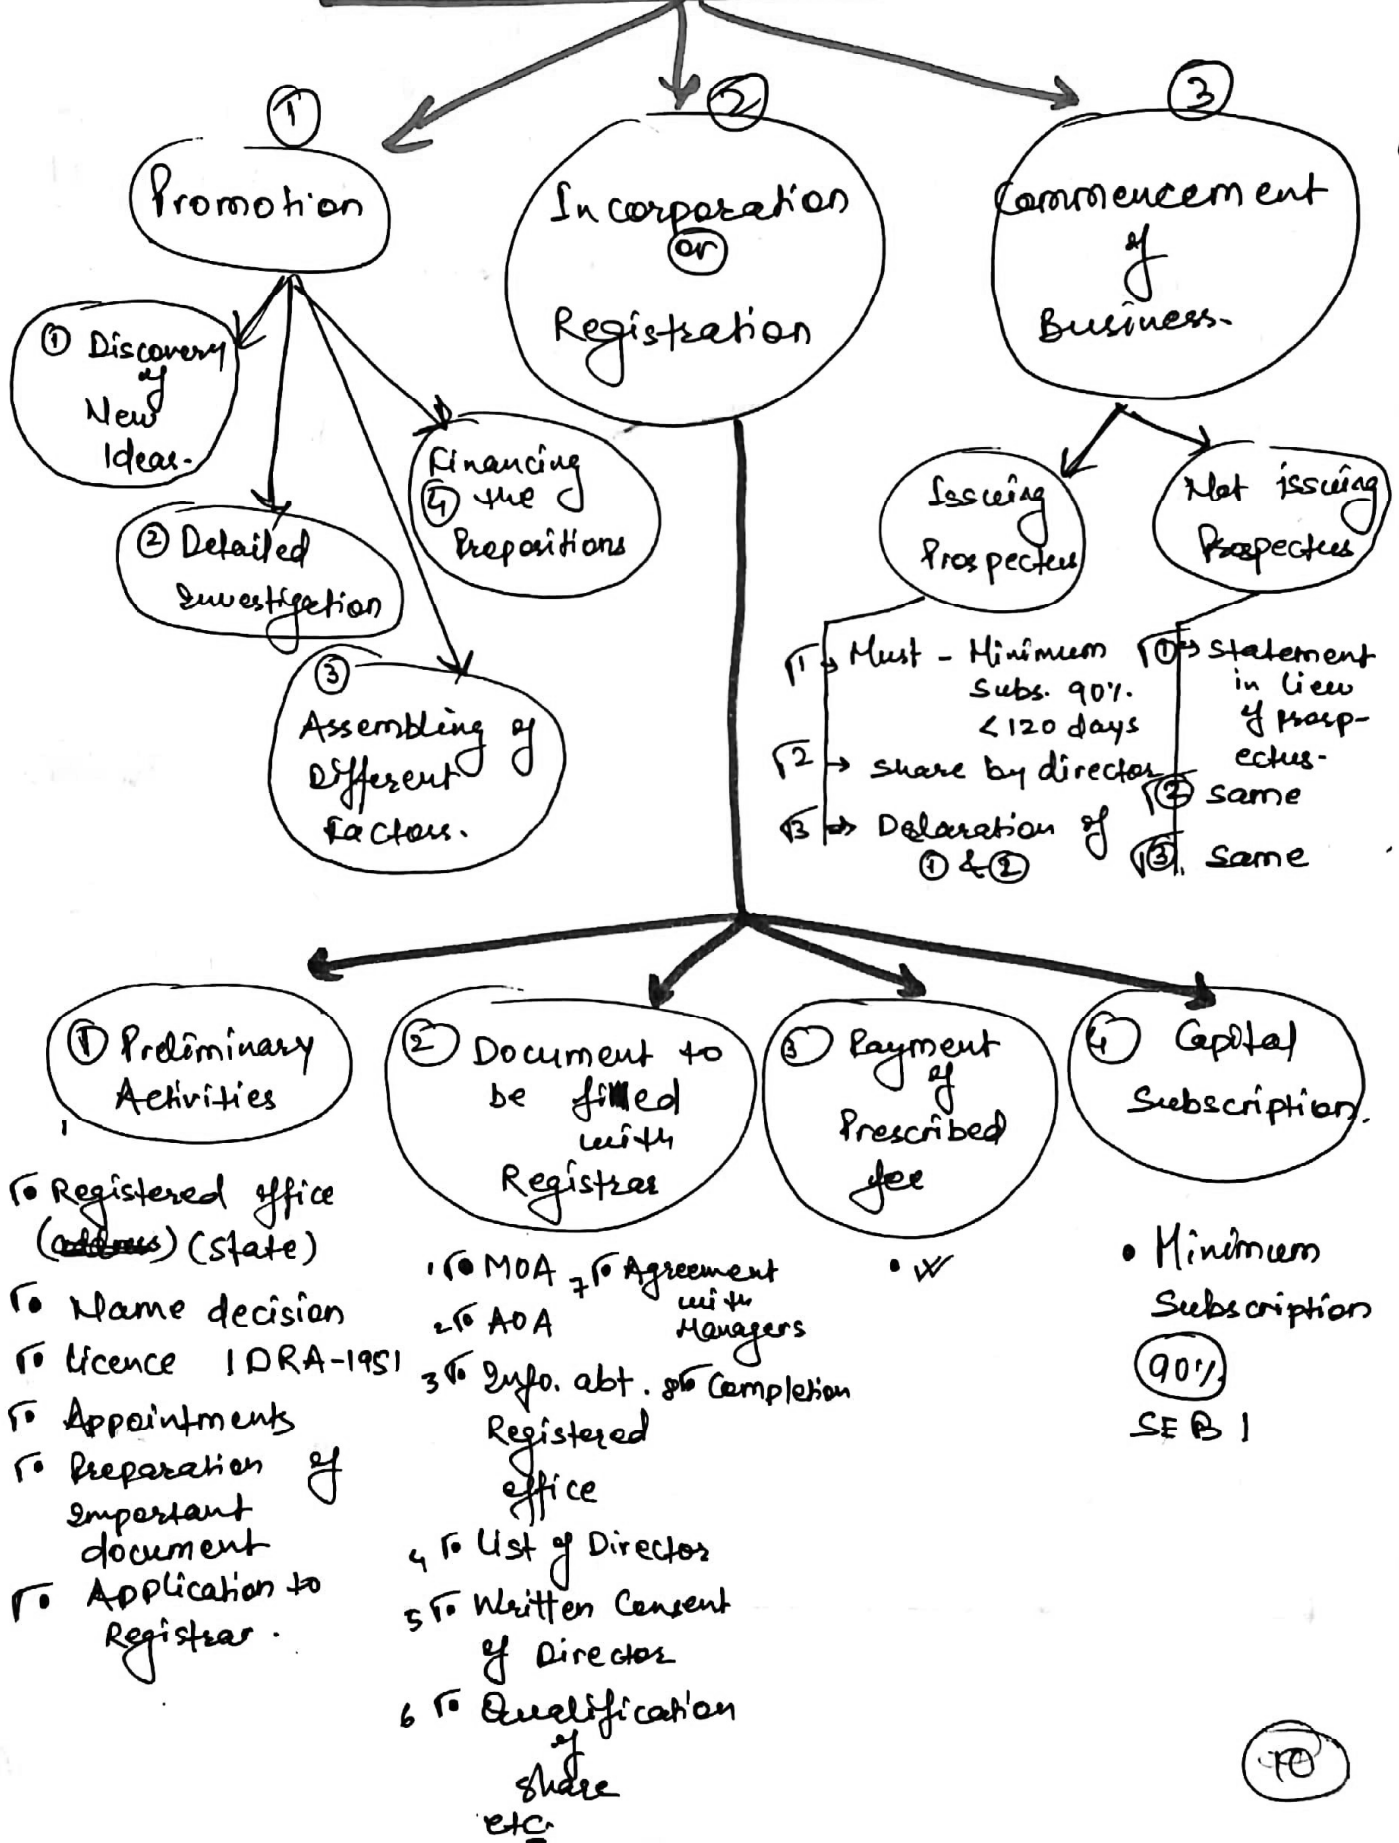 ①
Promotion
②
Incorporation
or
Registration
③
Commencement
of
Business.
① Discovery
of
New
Ideas.
② Detailed
Investigation
③
Assembling of
Different
Factors.
Financing
④ the
Prepositions
Issuing
Prospectus
Not issuing
Prospectus
1 → Must - Minimum
Subs. 90%.
<120 days
2 → share by director
3 → Delaration of
① & ②
① → statement
in lieu
of prosp-
ectus.
② same
③ same
① Preliminary
Activities
• Registered office
(state)
• Name decision
• Licence IDRA-1951
• Appointments
• Preparation of
Important
document
• Application to
Registrar.
② Document to
be filled
with
Registrar
1 • MOA
2 • AOA
3 • Info. abt.
Registered
office
4 • List of Director
5 • Written Consent
of Director
6 • Qualification
of
share
etc.
7 • Agreement
with
Managers
8 • Completion
③ Payment
of
Prescribed
fee
④ Capital
Subscription.
• Minimum
Subscription
90%
SEBI
10